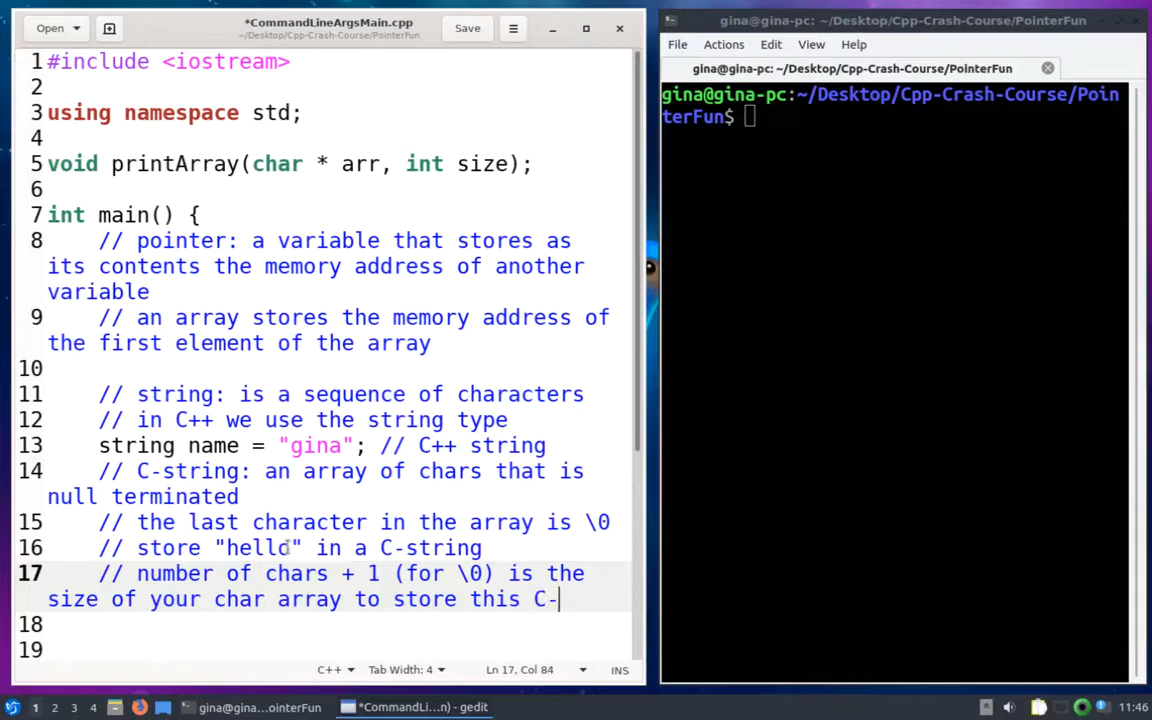 Open
*CommandLineArgsMain.cpp
~/Desktop/Cpp-Crash-Course/PointerFun
Save
1 #include <iostream>
2
3 using namespace std;
4
5 void printArray(char * arr, int size);
6
7 int main() {
8 // pointer: a variable that stores as
its contents the memory address of another
variable
9 // an array stores the memory address of
the first element of the array
10
11 // string: is a sequence of characters
12 // in C++ we use the string type
13 string name = "gina"; // C++ string
14 // C-string: an array of chars that is
null terminated
15 // the last character in the array is \0
16 // store "hello" in a C-string
17 // number of chars + 1 (for \0) is the
size of your char array to store this C-
18
19
C++ Tab Width: 4 Ln 17, Col 84 INS
gina@gina-pc: ~/Desktop/Cpp-Crash-Course/PointerFun
File Actions Edit View Help
gina@gina-pc: ~/Desktop/Cpp-Crash-Course/PointerFun
gina@gina-pc:~/Desktop/Cpp-Crash-Course/Poin
terFun$
1 2 3 4 gina@gina...ointerFun *CommandLi...n) - gedit 11:46